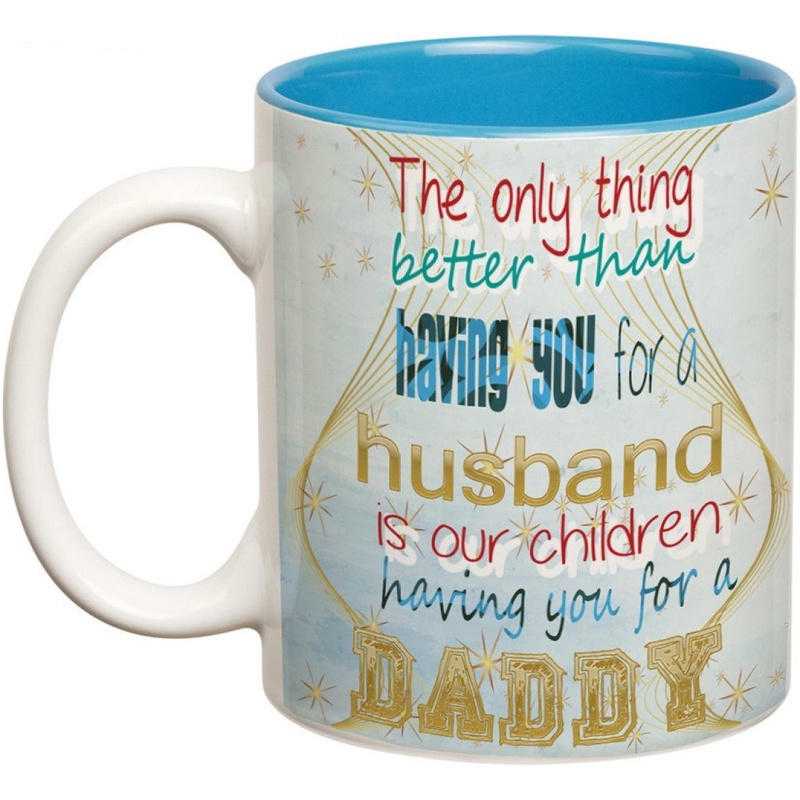 The only thing
better than
having you for a
husband
is our children
having you for a
DADDY